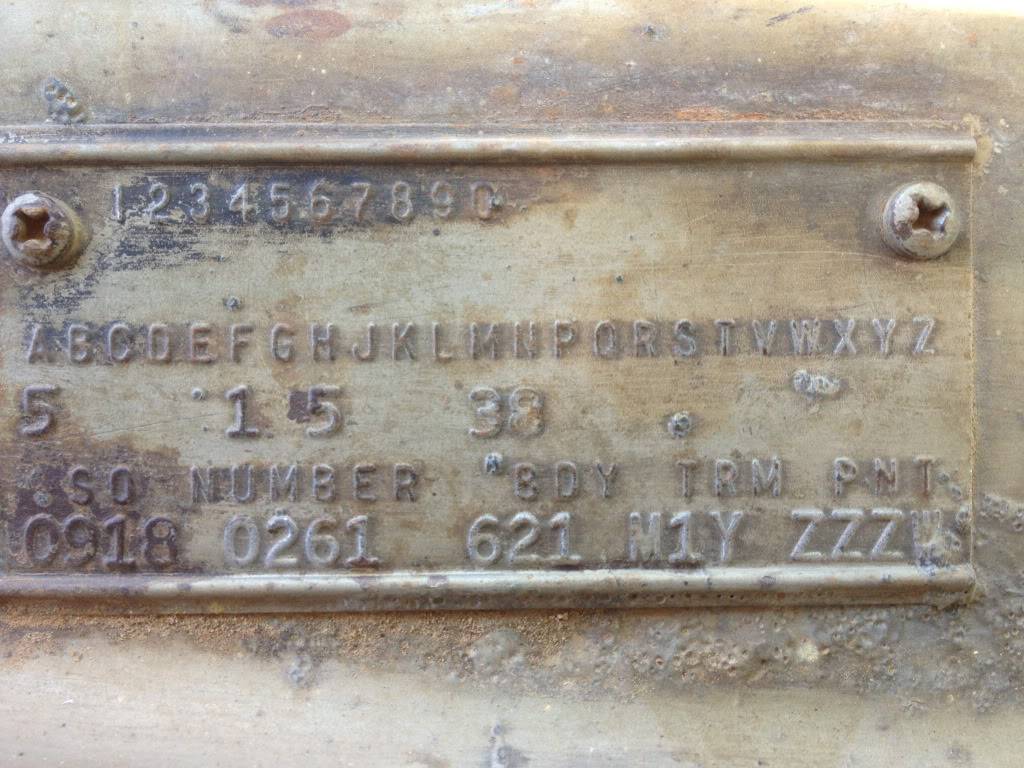 1234567890
ABCDEFGHJKLMNPQRSTVWXYZ
5 15 38
SO NUMBER BDY TRM PNT
0918 0261 621 M1Y ZZZW